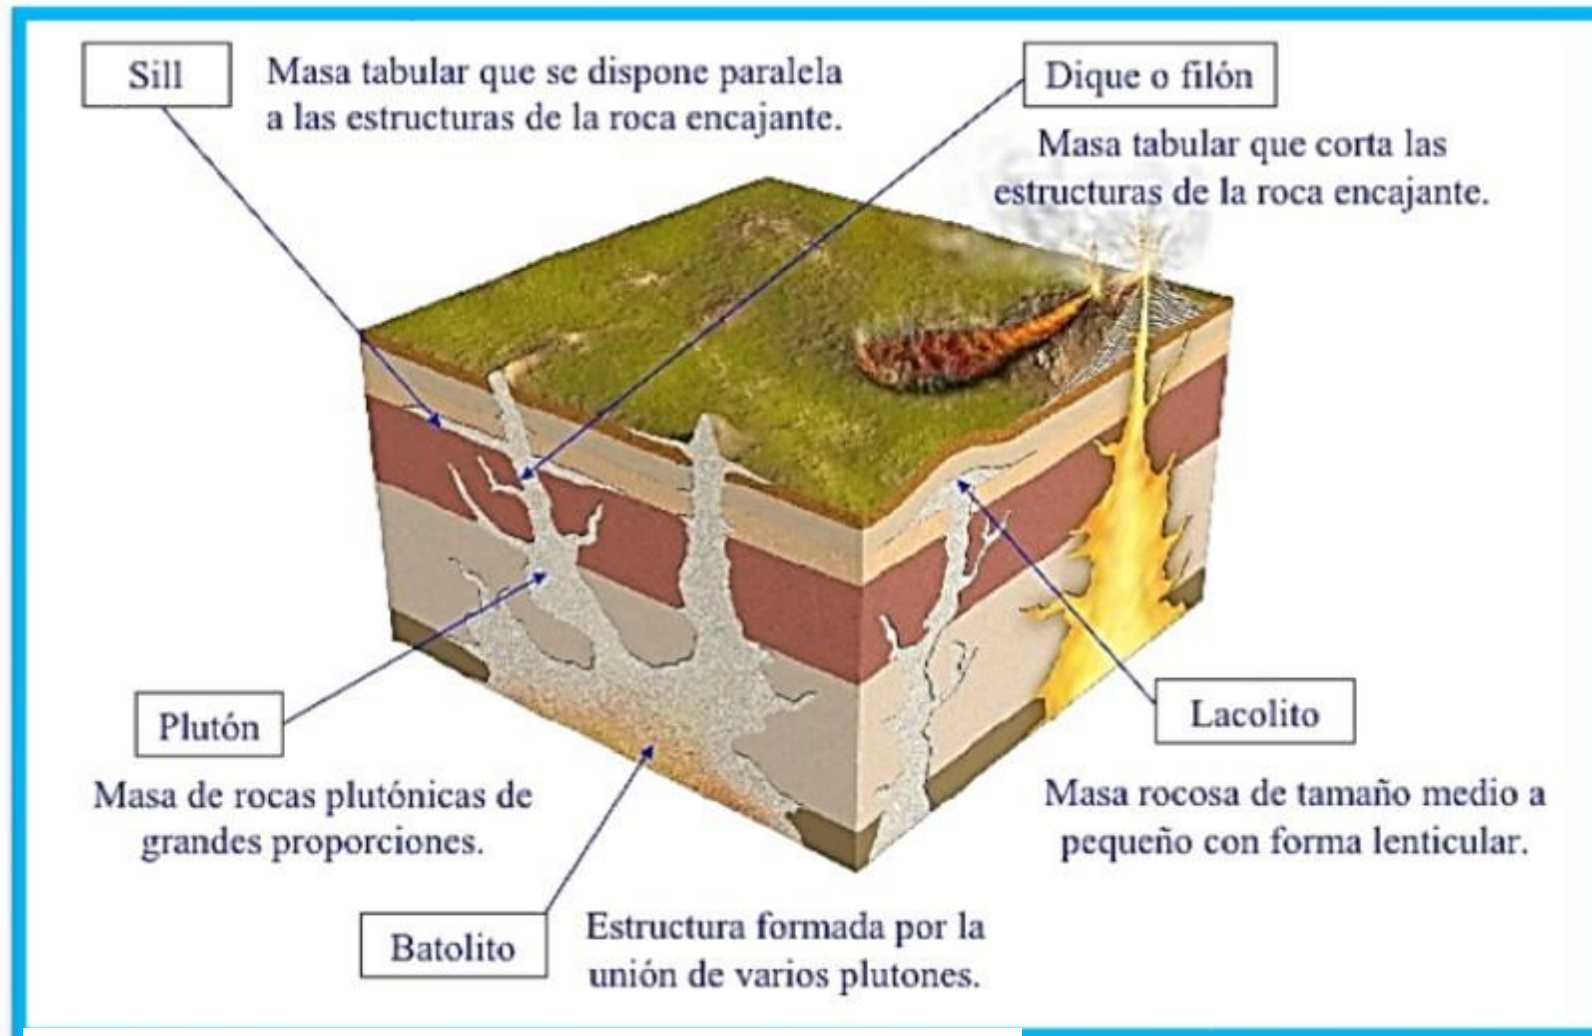 Sill
Masa tabular que se dispone paralela
a las estructuras de la roca encajante.
Dique o filón
Masa tabular que corta las
estructuras de la roca encajante.
Plutón
Masa de rocas plutónicas de
grandes proporciones.
Lacolito
Masa rocosa de tamaño medio a
pequeño con forma lenticular.
Batolito
Estructura formada por la
unión de varios plutones.